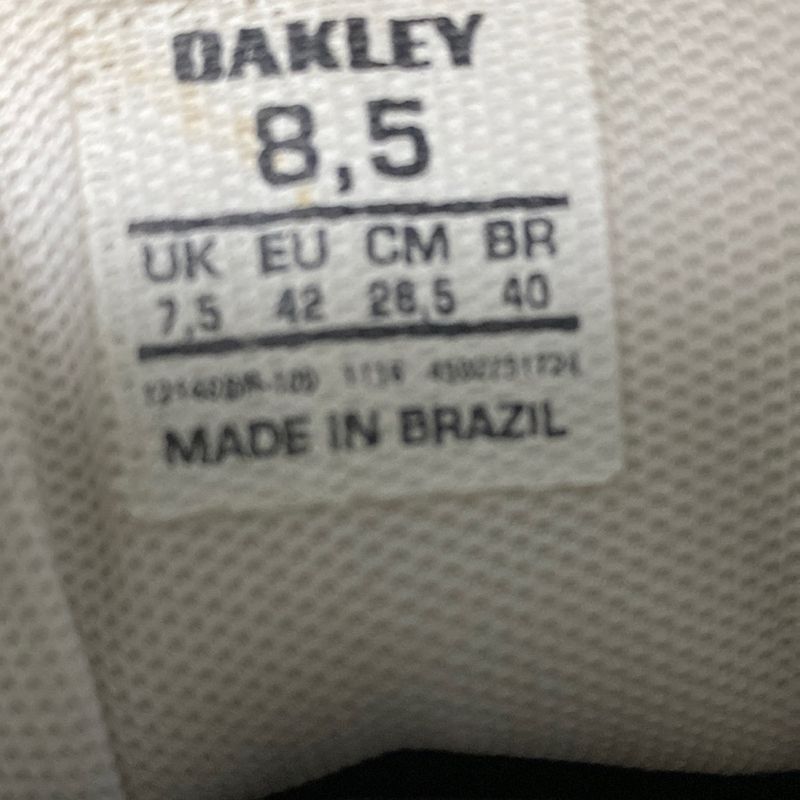 OAKLEY
8,5
UK EU CM BR
7,5 42 26,5 40
MADE IN BRAZIL